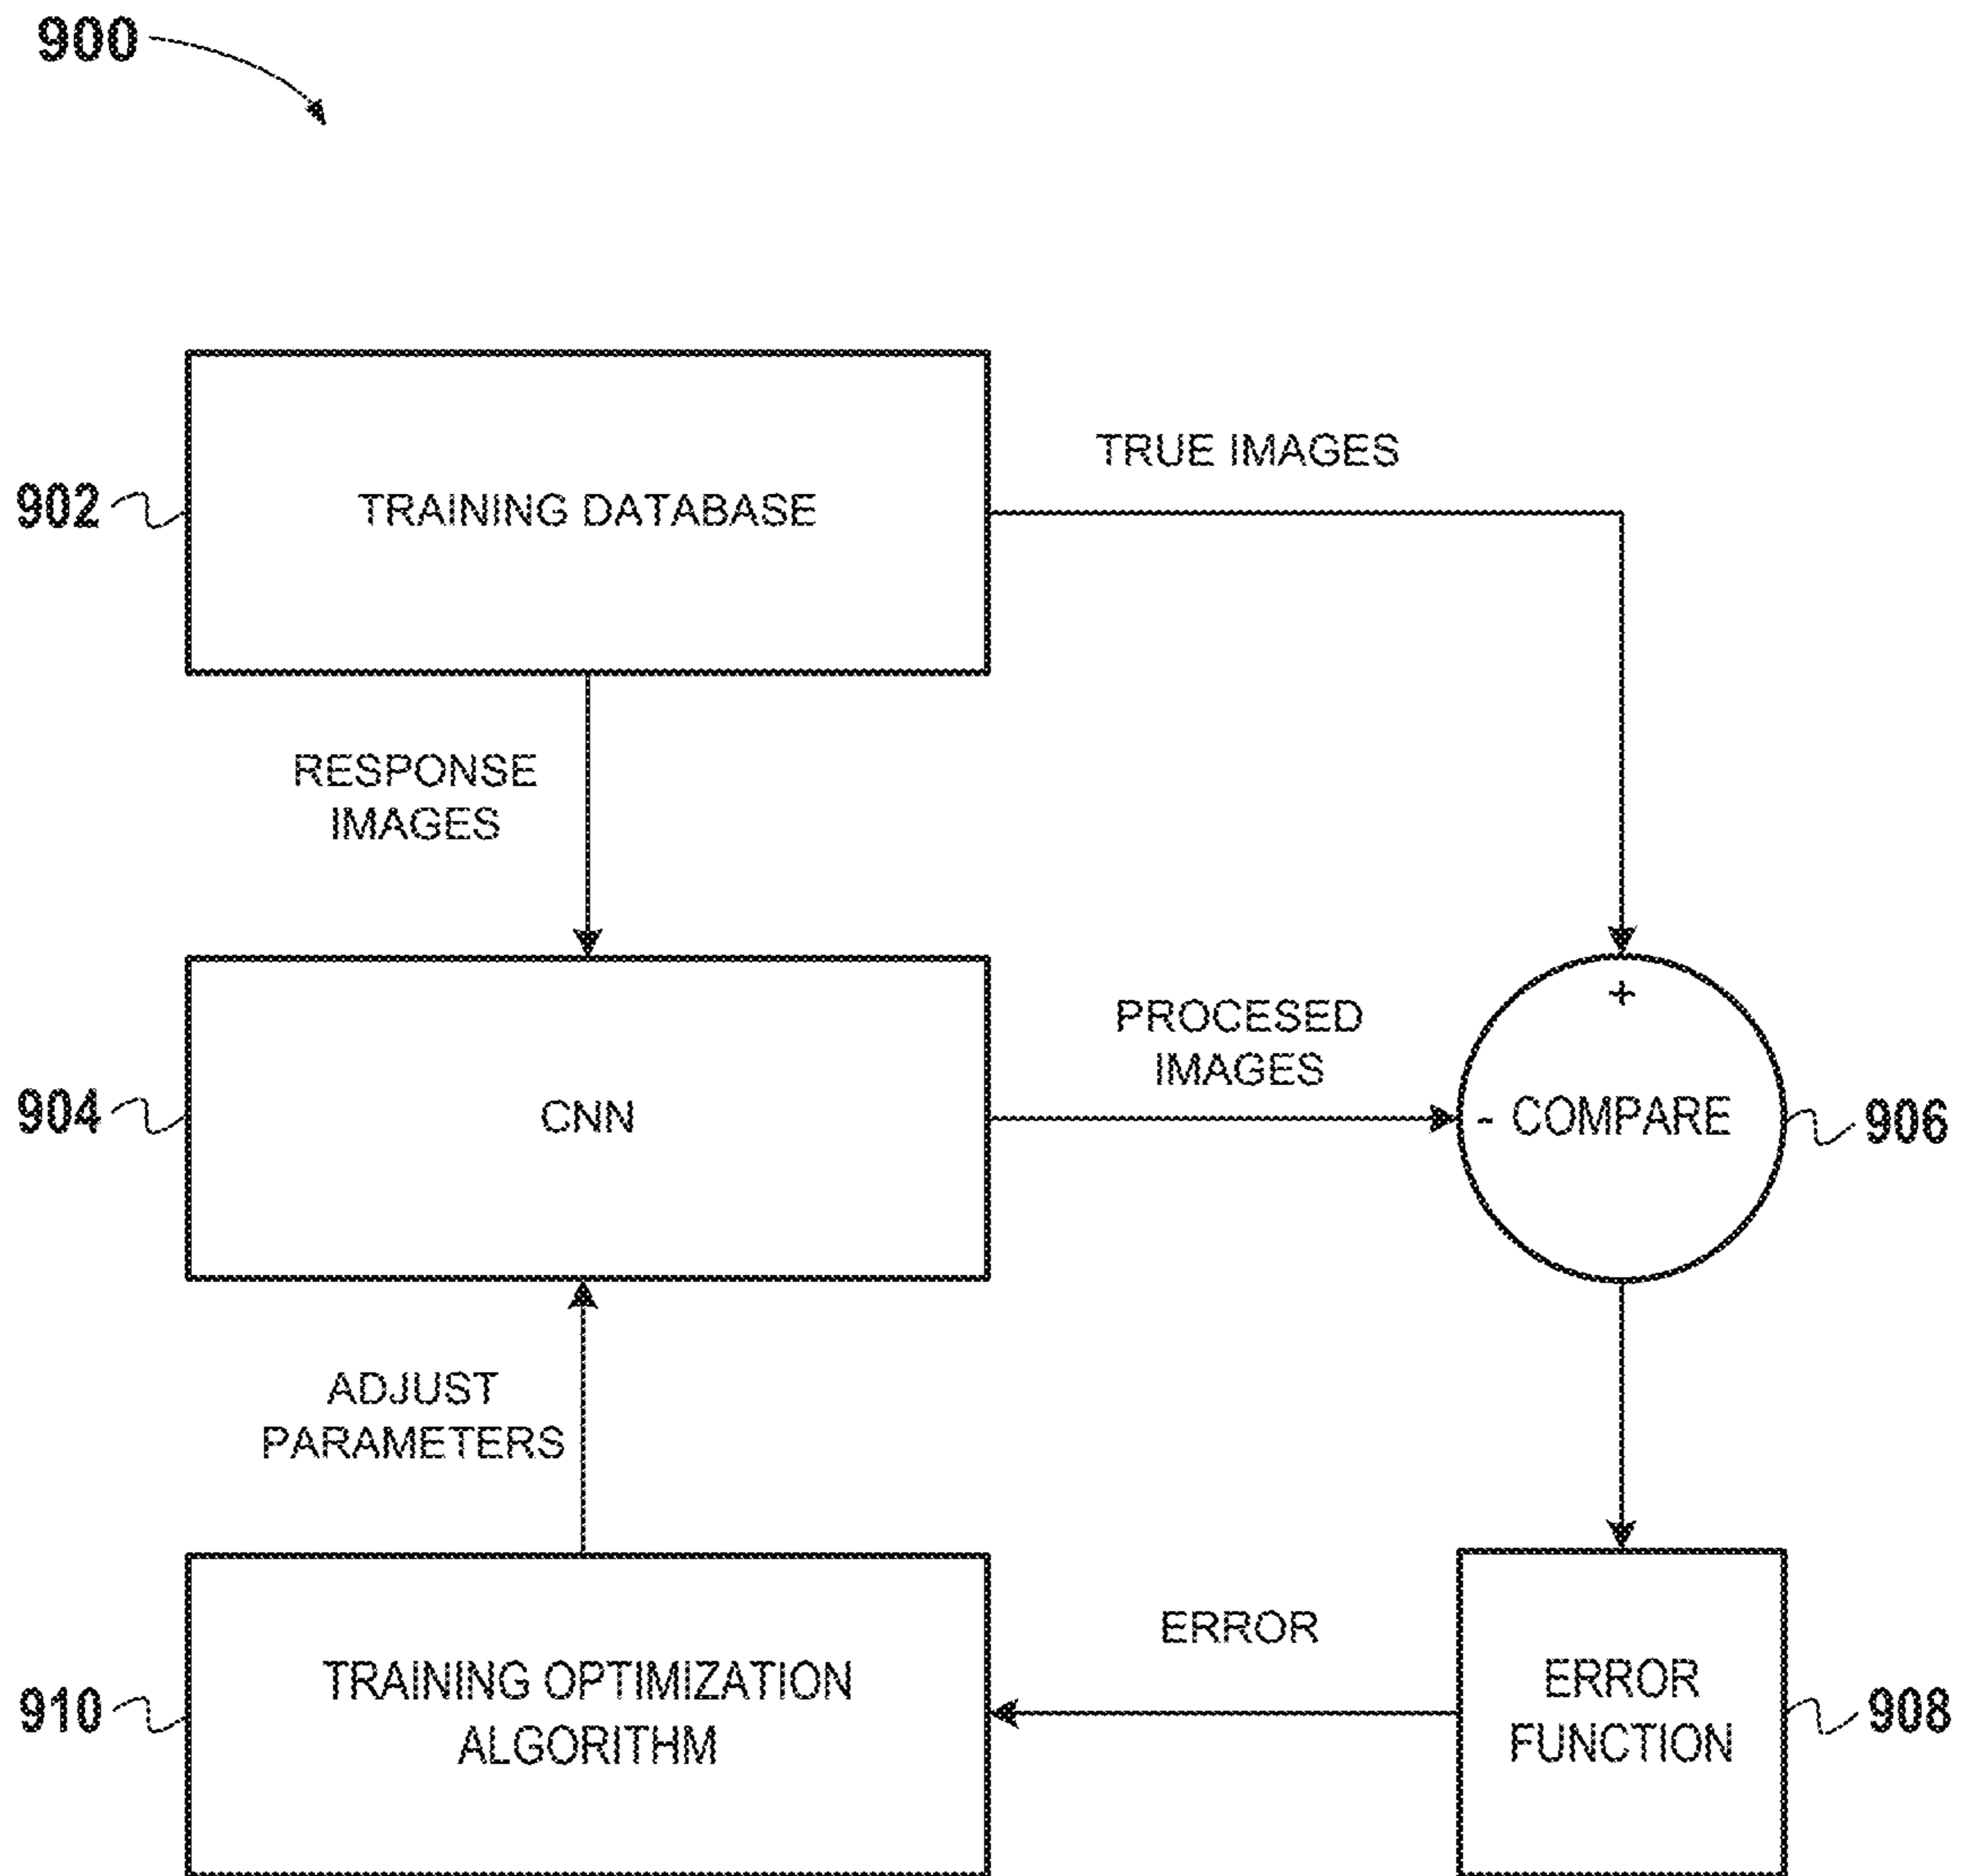 900
TRUE IMAGES
902
TRAINING DATABASE
RESPONSE
IMAGES
+
PROCESED
IMAGES
904
CNN
- COMPARE
906
ADJUST
PARAMETERS
ERROR
910
TRAINING OPTIMIZATION
ALGORITHM
ERROR
FUNCTION
908